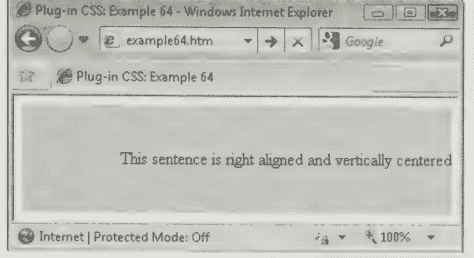 Plug-in CSS: Example 64 - Windows Internet Explorer
example64.htm
Google
Plug-in CSS: Example 64
This sentence is right aligned and vertically centered
Internet | Protected Mode: Off
100%